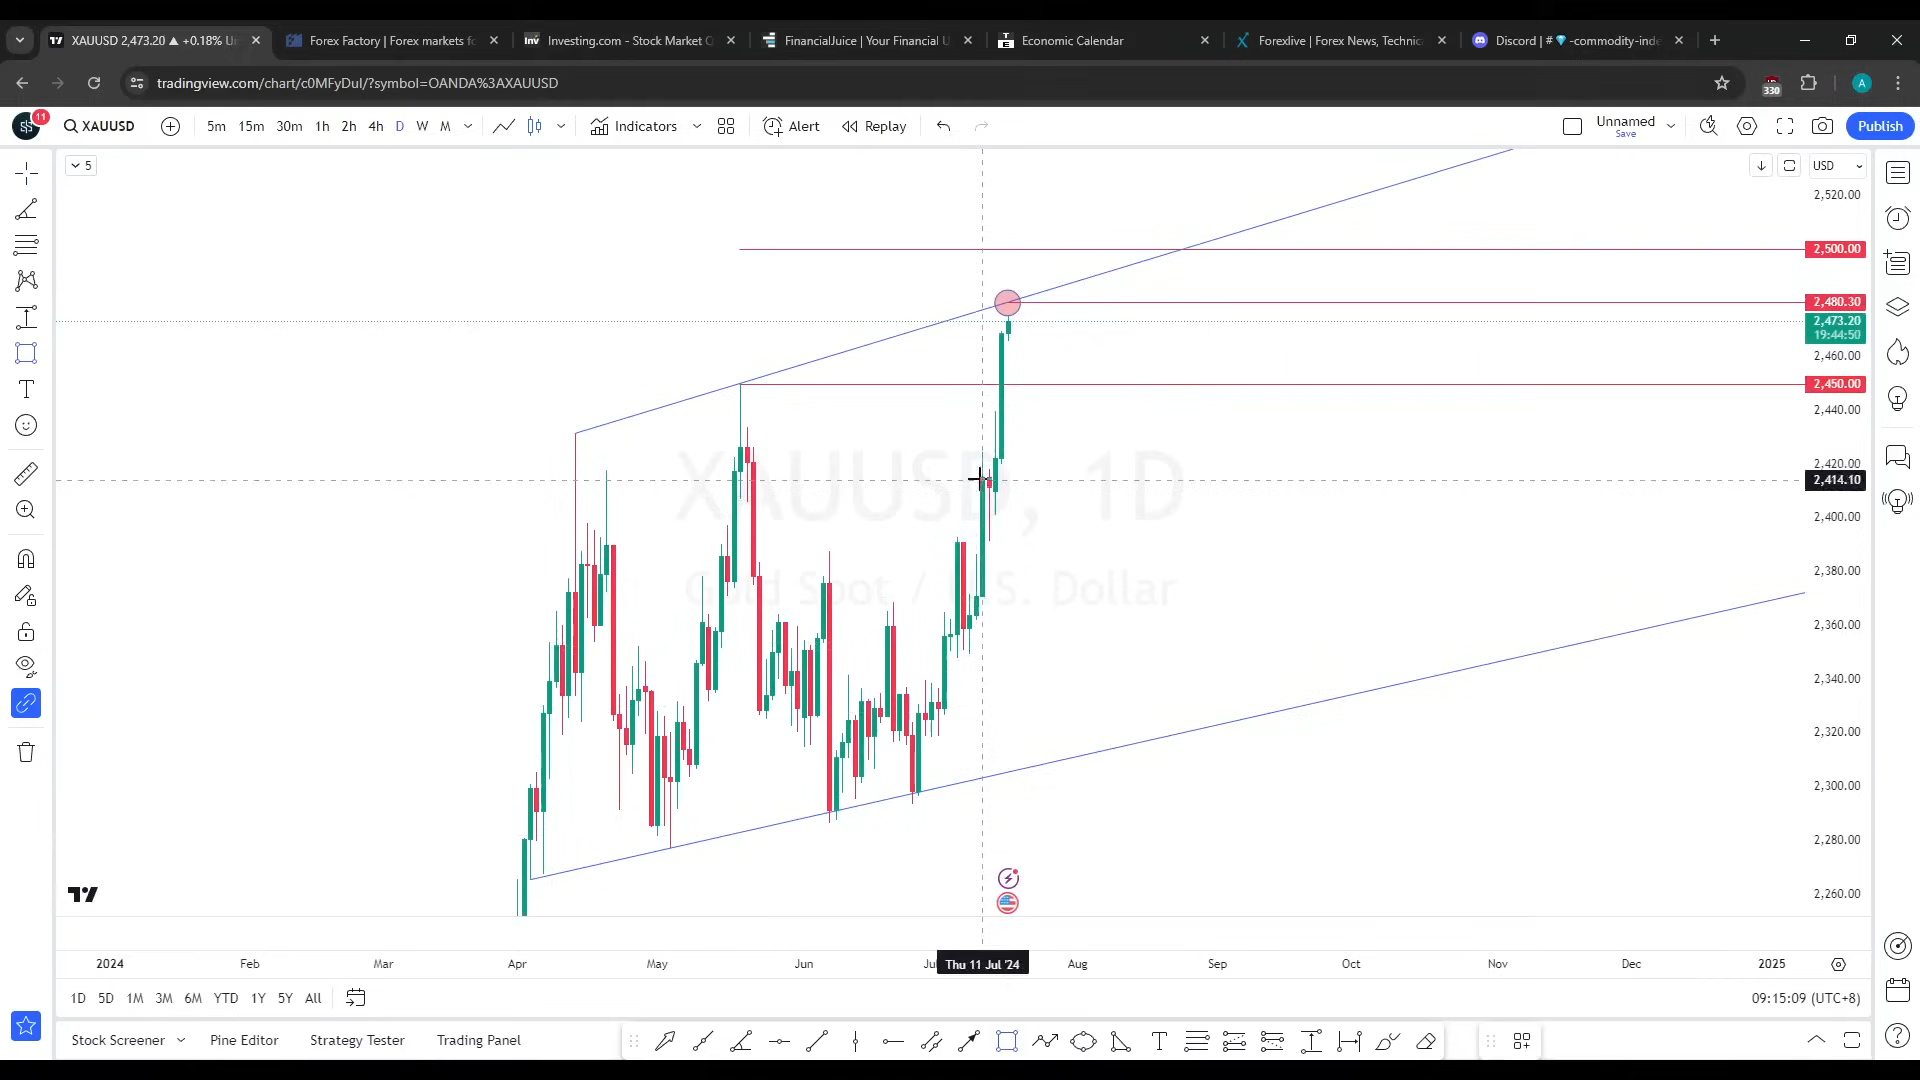 XAUUSD 2,473.20 ▲ +0.18% U
Forex Factory | Forex markets fo
Investing.com - Stock Market Q
FinancialJuice | Your Financial U
Economic Calendar
Forexlive | Forex News, Technic
Discord | # 💎-commodity-inde
tradingview.com/chart/c0MFyDuI/?symbol=OANDA%3AXAUUSD
330
A
11
XAUUSD
5m 15m 30m 1h 2h 4h D W M
Indicators
Alert
Replay
Unnamed
Save
Publish
5
USD
2,520.00
2,500.00
2,480.30
2,473.20
19:44:50
2,460.00
2,450.00
2,440.00
2,420.00
2,414.10
2,400.00
2,380.00
2,360.00
2,340.00
2,320.00
2,300.00
2,280.00
2,260.00
XAUUSD, 1D
Gold Spot / U.S. Dollar
2024 Feb Mar Apr May Jun Jul Thu 11 Jul '24 Aug Sep Oct Nov Dec 2025
1D 5D 1M 3M 6M YTD 1Y 5Y All
09:15:09 (UTC+8)
Stock Screener
Pine Editor
Strategy Tester
Trading Panel